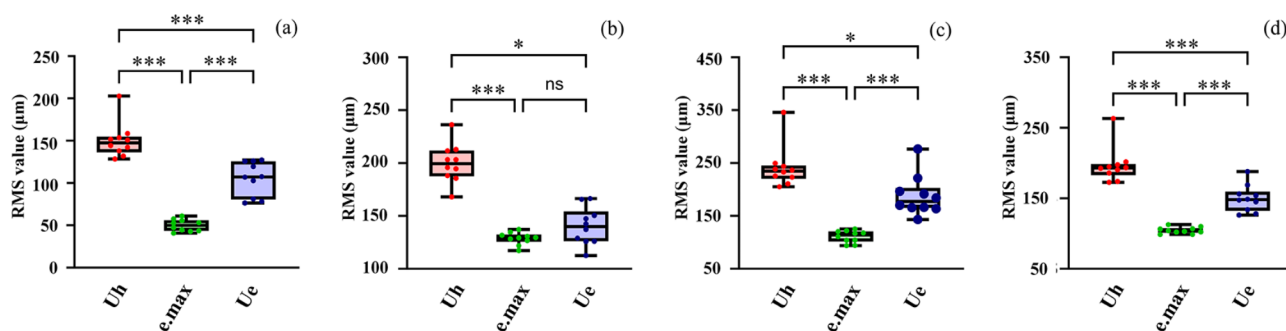 (a)
***
***
***
RMS value (µm)
250
200
150
100
50
0
Uh
e.max
Ue
(b)
*
***
ns
RMS value (µm)
300
250
200
150
100
Uh
e.max
Ue
(c)
*
***
***
RMS value (µm)
450
350
250
150
50
Uh
e.max
Ue
(d)
***
***
***
RMS value (µm)
350
250
150
50
Uh
e.max
Ue